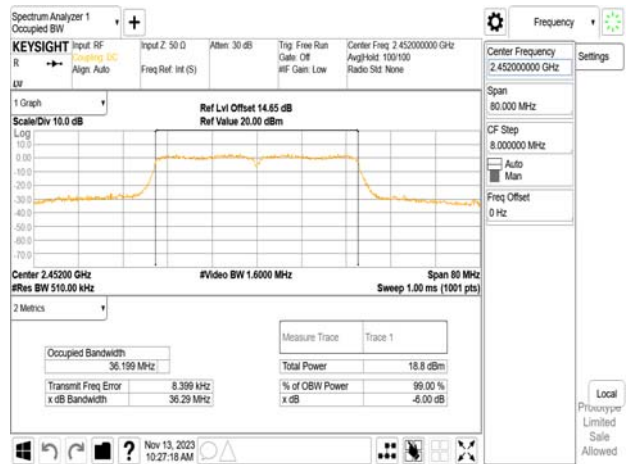 Spectrum Analyzer 1
Occupied BW
Frequency
KEYSIGHT Input: RF Input Z: 50 Ω Atten: 30 dB Trig: Free Run Center Freq: 2.452000000 GHz
R Coupling: DC Gate: Off Avg|Hold: 100/100
Align: Auto Freq Ref: Int (S) #IF Gain: Low Radio Std: None
Center Frequency
2.452000000 GHz
Settings
Span
80.000 MHz
CF Step
8.000000 MHz
Auto
Man
Freq Offset
0 Hz
1 Graph
Ref Lvl Offset 14.65 dB
Scale/Div 10.0 dB Ref Value 20.00 dBm
Log
10.0
0.00
-10.0
-20.0
-30.0
-40.0
-50.0
-60.0
-70.0
Center 2.45200 GHz #Video BW 1.6000 MHz Span 80 MHz
#Res BW 510.00 kHz Sweep 1.00 ms (1001 pts)
2 Metrics
Measure Trace Trace 1
Occupied Bandwidth
36.199 MHz Total Power 18.8 dBm
Transmit Freq Error 8.399 kHz % of OBW Power 99.00 %
x dB Bandwidth 36.29 MHz x dB -6.00 dB
Local
Prototype
Limited
Sale
Allowed
Nov 13, 2023
10:27:18 AM